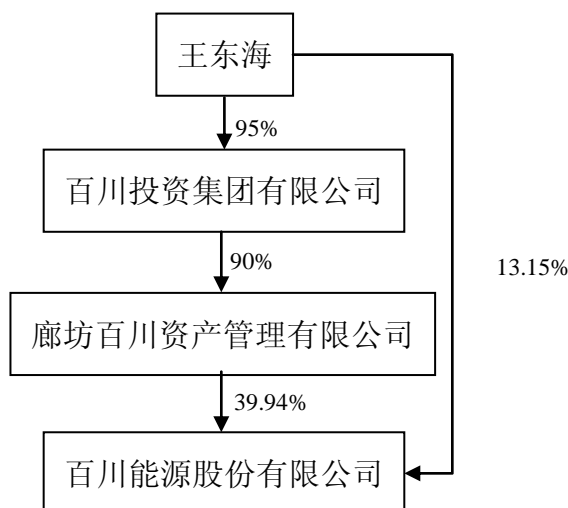 王东海
95%
百川投资集团有限公司
90%
13.15%
廊坊百川资产管理有限公司
39.94%
百川能源股份有限公司